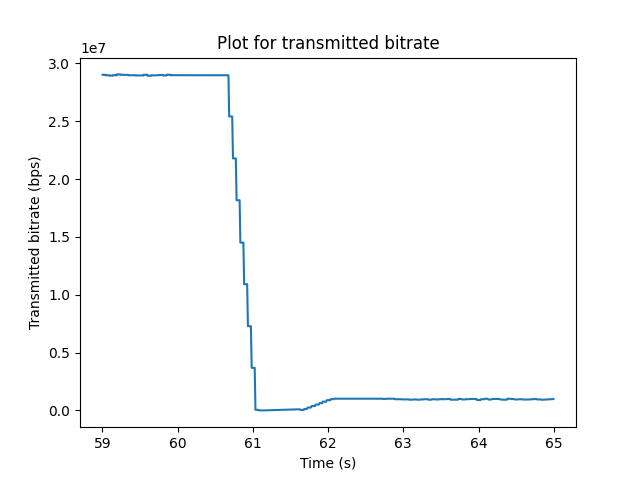 Plot for transmitted bitrate
1e7
3.0
2.5
2.0
1.5
1.0
0.5
0.0
Transmitted bitrate (bps)
59 60 61 62 63 64 65
Time (s)